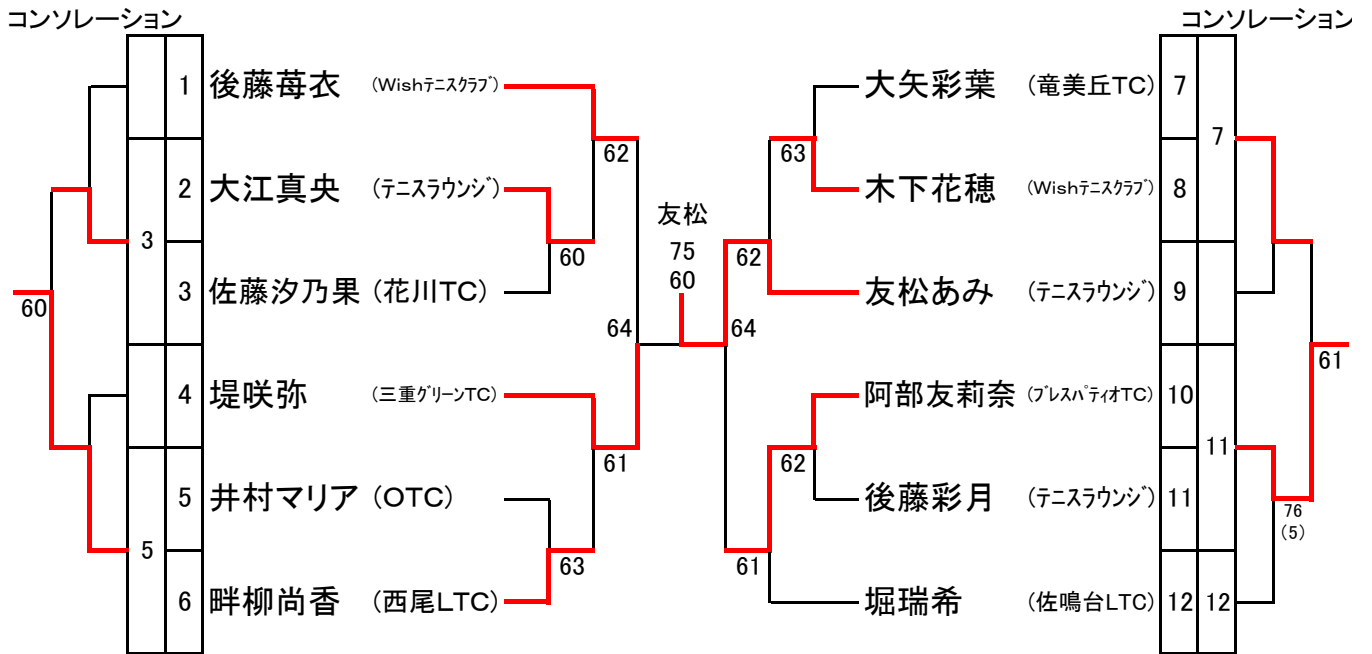 コンソレーション
コンソレーション
1 後藤苺衣 (Wishテニスクラブ)
2 大江真央 (テニスラウンジ)
3 佐藤汐乃果 (花川TC)
4 堤咲弥 (三重グリーンTC)
5 井村マリア (OTC)
6 畔柳尚香 (西尾LTC)
3
5
60
62
60
64
61
63
友松
75
60
63
62
64
62
61
大矢彩葉 (竜美丘TC) 7
木下花穂 (Wishテニスクラブ) 8
友松あみ (テニスラウンジ) 9
阿部友莉奈 (ブレスパティオTC) 10
後藤彩月 (テニスラウンジ) 11
堀瑞希 (佐鳴台LTC) 12
7
11
12
61
76
(5)